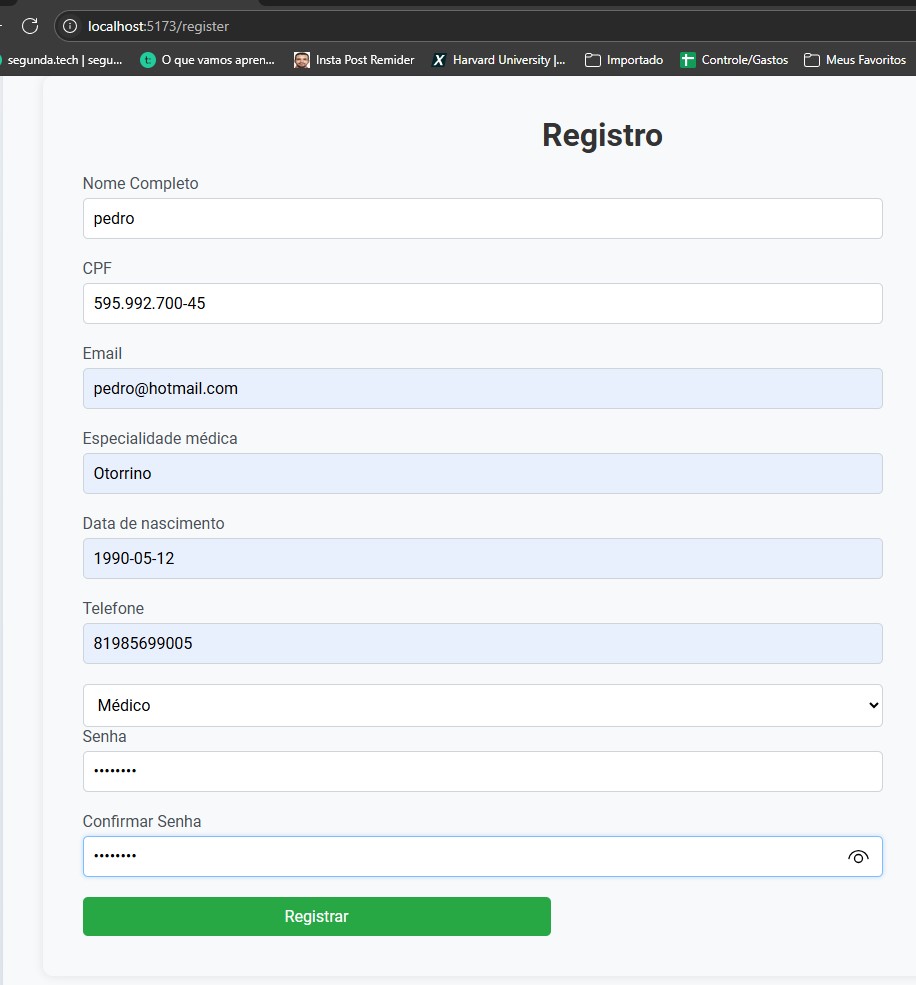 localhost:5173/register
segunda.tech | segu...
O que vamos apren...
Insta Post Remider
Harvard University |...
Importado
Controle/Gastos
Meus Favoritos
Registro
Nome Completo
pedro
CPF
595.992.700-45
Email
pedro@hotmail.com
Especialidade médica
Otorrino
Data de nascimento
1990-05-12
Telefone
81985699005
Médico
Senha
••••••••
Confirmar Senha
••••••••
Registrar